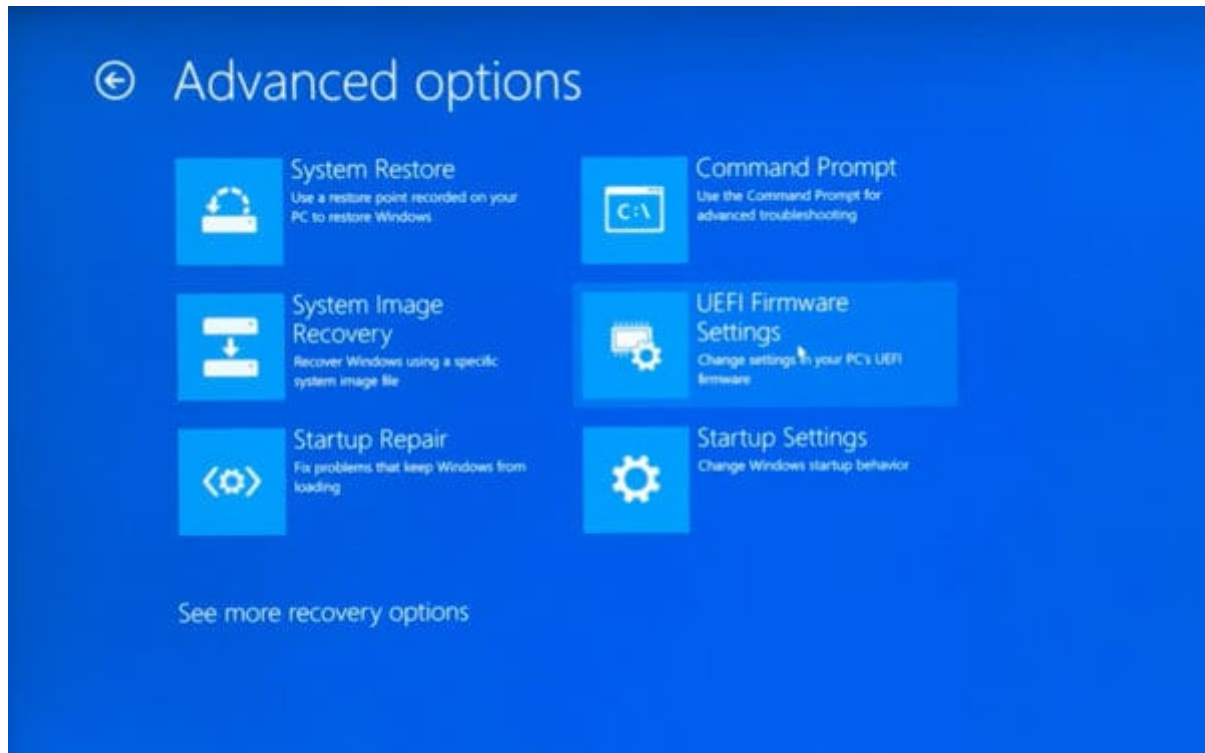 Advanced options
System Restore
Use a restore point recorded on your
PC to restore Windows
Command Prompt
Use the Command Prompt for
advanced troubleshooting
C:\
System Image
Recovery
Recover Windows using a specific
system image file
UEFI Firmware
Settings
Change settings in your PC's UEFI
firmware
Startup Repair
Fix problems that keep Windows from
loading
Startup Settings
Change Windows startup behavior
See more recovery options